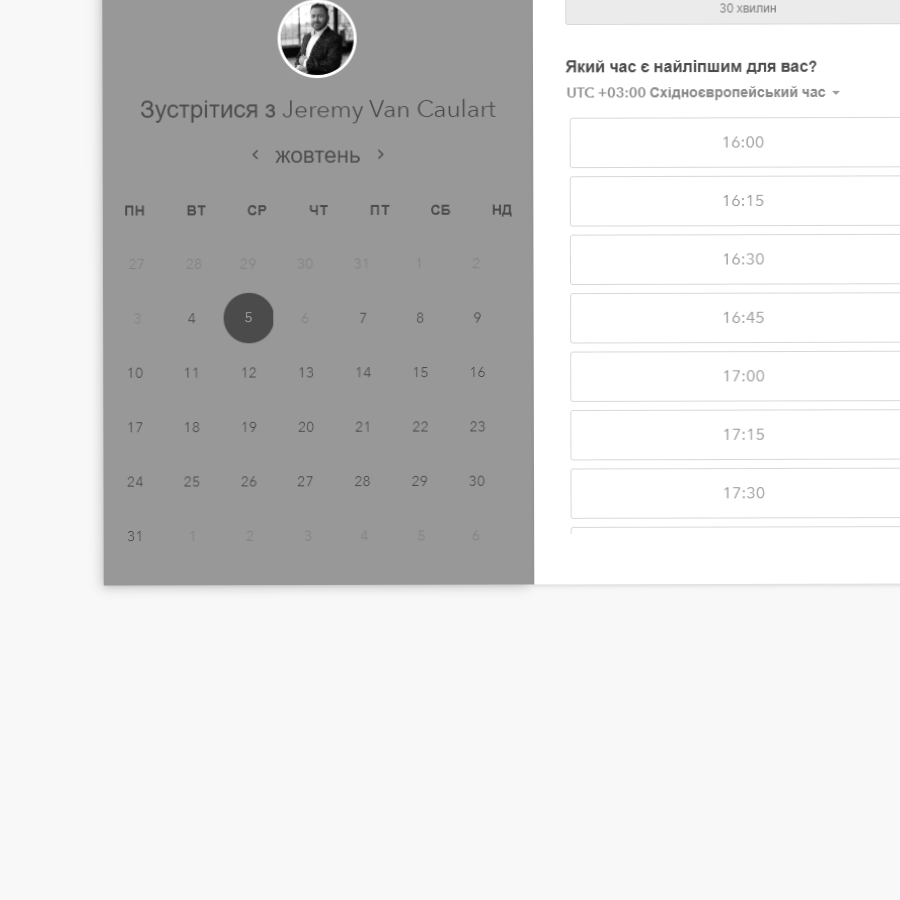 Зустрітися з Jeremy Van Caulart
жовтень
ПН ВТ СР ЧТ ПТ СБ НД
27 28 29 30 31 1 2
3 4 5 6 7 8 9
10 11 12 13 14 15 16
17 18 19 20 21 22 23
24 25 26 27 28 29 30
31 1 2 3 4 5 6
30 хвилин
Який час є найліпшим для вас?
UTC +03:00 Східноєвропейський час
16:00
16:15
16:30
16:45
17:00
17:15
17:30